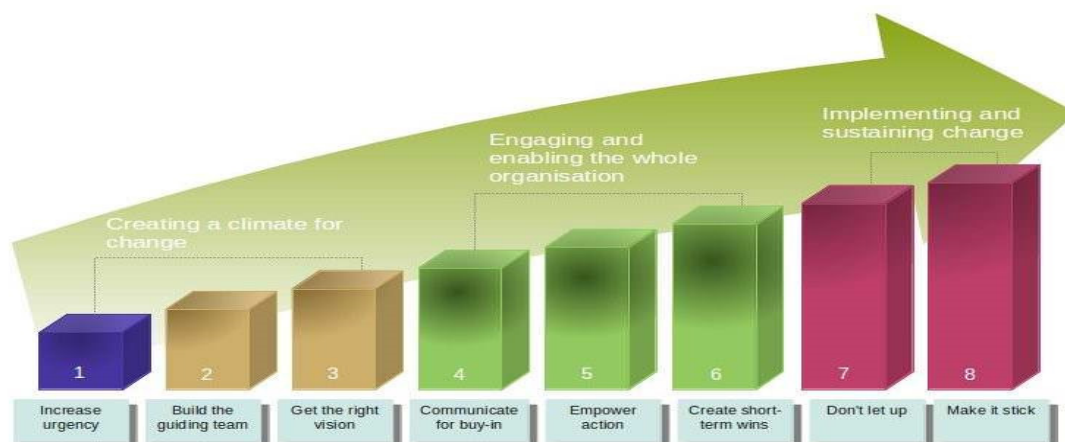 Implementing and
sustaining change
Engaging and
enabling the whole
organisation
Creating a climate for
change
1
2
3
4
5
6
7
8
Increase
urgency
Build the
guiding team
Get the right
vision
Communicate
for buy-in
Empower
action
Create short-
term wins
Don't let up
Make it stick